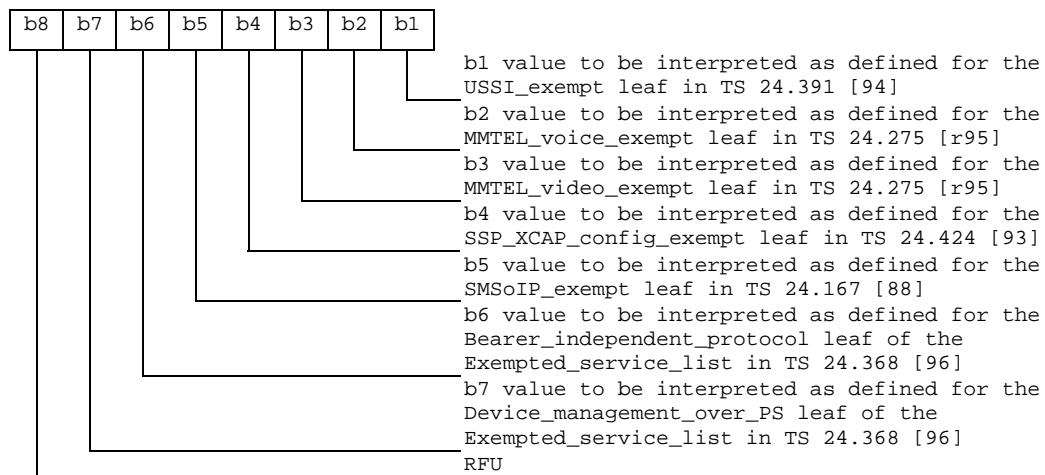 b8 b7 b6 b5 b4 b3 b2 b1
b1 value to be interpreted as defined for the
USSI_exempt leaf in TS 24.391 [94]
b2 value to be interpreted as defined for the
MMTEL_voice_exempt leaf in TS 24.275 [r95]
b3 value to be interpreted as defined for the
MMTEL_video_exempt leaf in TS 24.275 [r95]
b4 value to be interpreted as defined for the
SSP_XCAP_config_exempt leaf in TS 24.424 [93]
b5 value to be interpreted as defined for the
SMSoIP_exempt leaf in TS 24.167 [88]
b6 value to be interpreted as defined for the
Bearer_independent_protocol leaf of the
Exempted_service_list in TS 24.368 [96]
b7 value to be interpreted as defined for the
Device_management_over_PS leaf of the
Exempted_service_list in TS 24.368 [96]
RFU